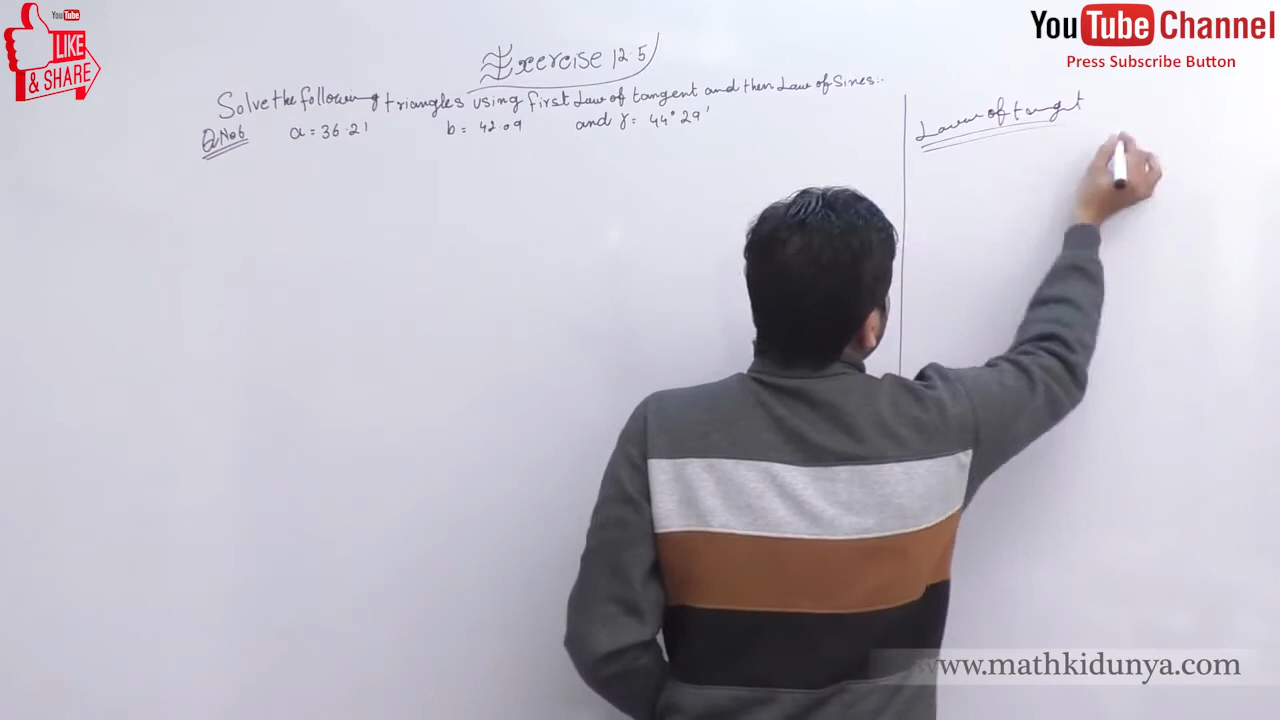 YouTube
LIKE
& SHARE
YouTube Channel
Press Subscribe Button
Exercise 12.5
Solve the following triangles using first Law of tangent and then Law of Sines:-
Q.No6 a = 36.21 b = 42.09 and γ = 44° 29'
Law of tangent
www.mathkidunya.com